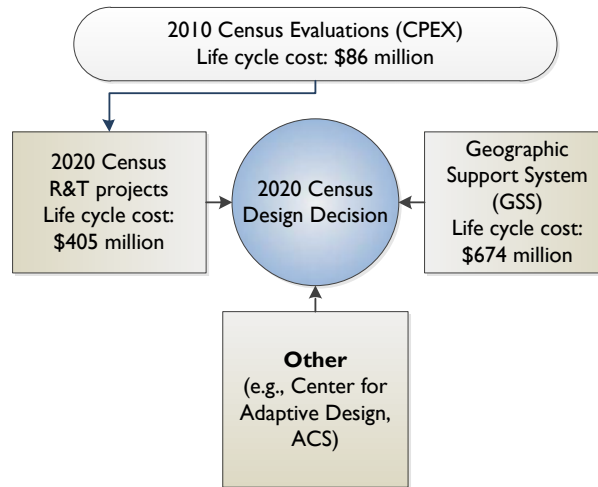 2010 Census Evaluations (CPEX)
Life cycle cost: $86 million
2020 Census
R&T projects
Life cycle cost:
$405 million
2020 Census
Design Decision
Geographic
Support System
(GSS)
Life cycle cost:
$674 million
Other
(e.g., Center for
Adaptive Design,
ACS)